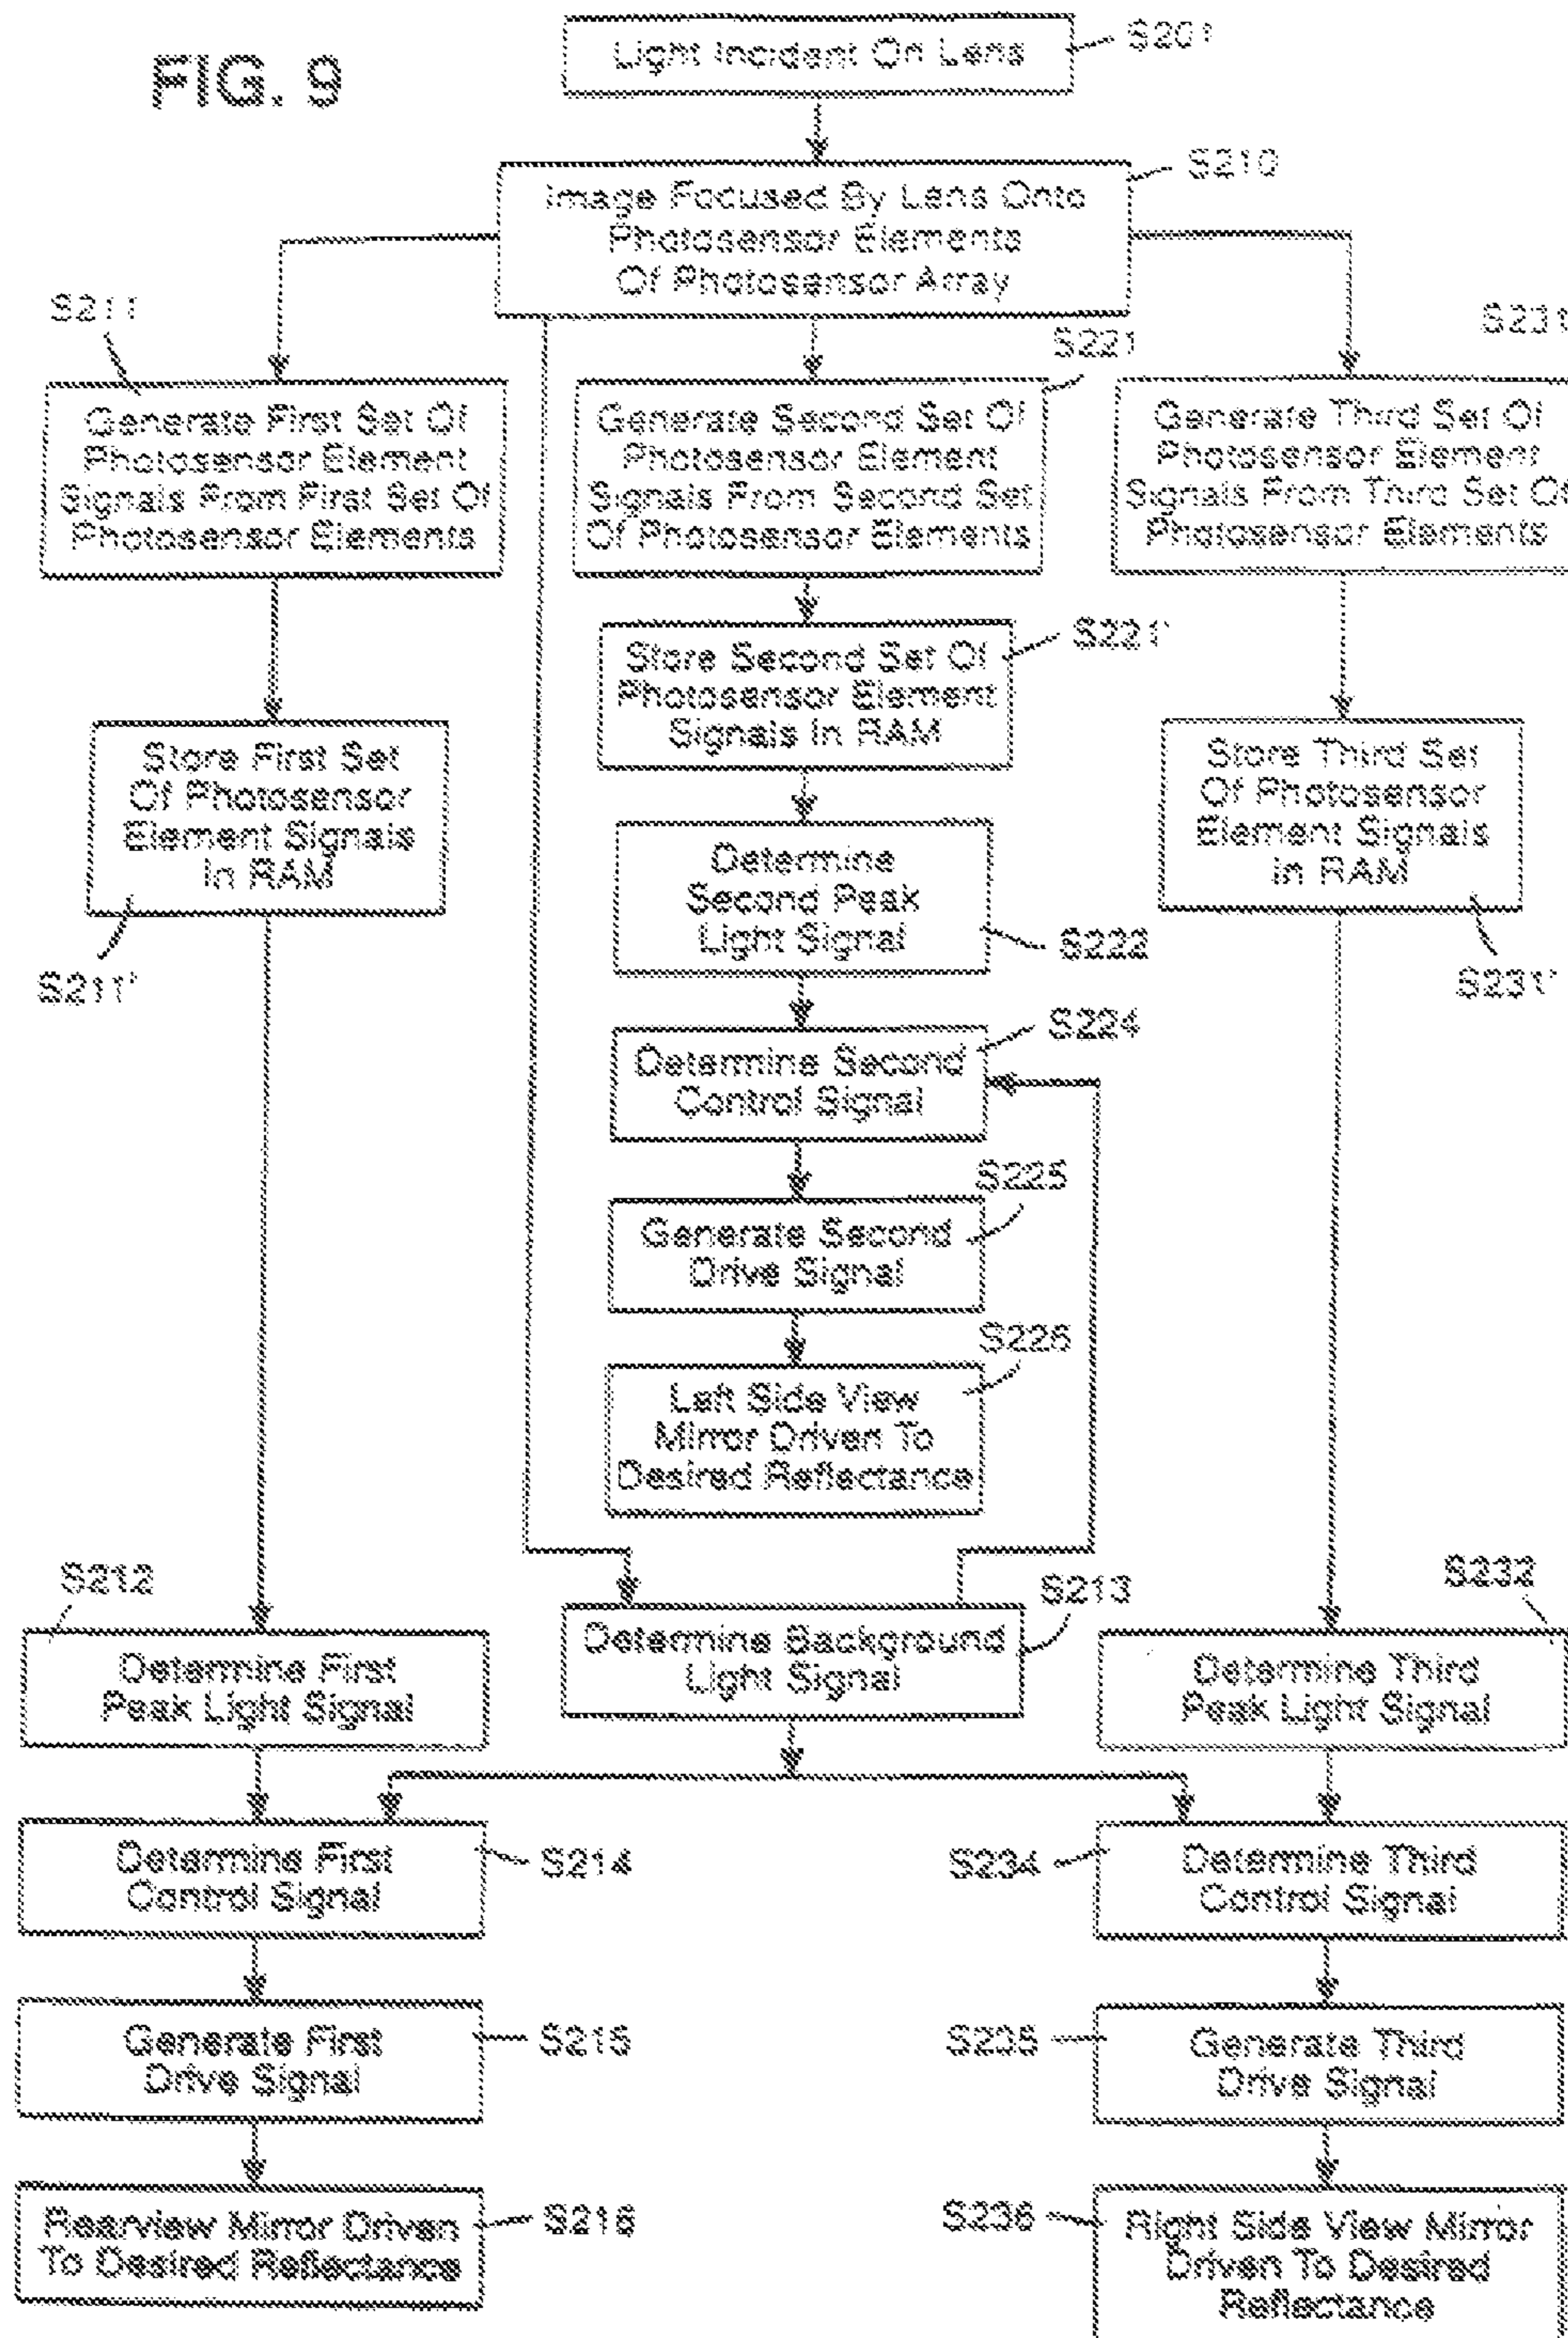 FIG. 9
Light Incident On Lens
S201
Image Focused By Lens Onto
Photosensor Elements
Of Photosensor Array
S210
S211
Generate First Set Of
Photosensor Element
Signals From First Set Of
Photosensor Elements
S221
Generate Second Set Of
Photosensor Element
Signals From Second Set
Of Photosensor Elements
S231
Generate Third Set Of
Photosensor Element
Signals From Third Set Of
Photosensor Elements
Store Second Set Of
Photosensor Element
Signals In RAM
S221'
Store First Set
Of Photosensor
Element Signals
In RAM
S211'
Store Third Set
Of Photosensor
Element Signals
In RAM
S231'
Determine
Second Peak
Light Signal
S222
Determine Second
Control Signal
S224
Generate Second
Drive Signal
S225
Left Side View
Mirror Driven To
Desired Reflectance
S226
S212
Determine First
Peak Light Signal
Determine Background
Light Signal
S213
S232
Determine Third
Peak Light Signal
Determine First
Control Signal
S214
S234
Determine Third
Control Signal
Generate First
Drive Signal
S215
S235
Generate Third
Drive Signal
Rearview Mirror Driven
To Desired Reflectance
S216
S236
Right Side View Mirror
Driven To Desired
Reflectance